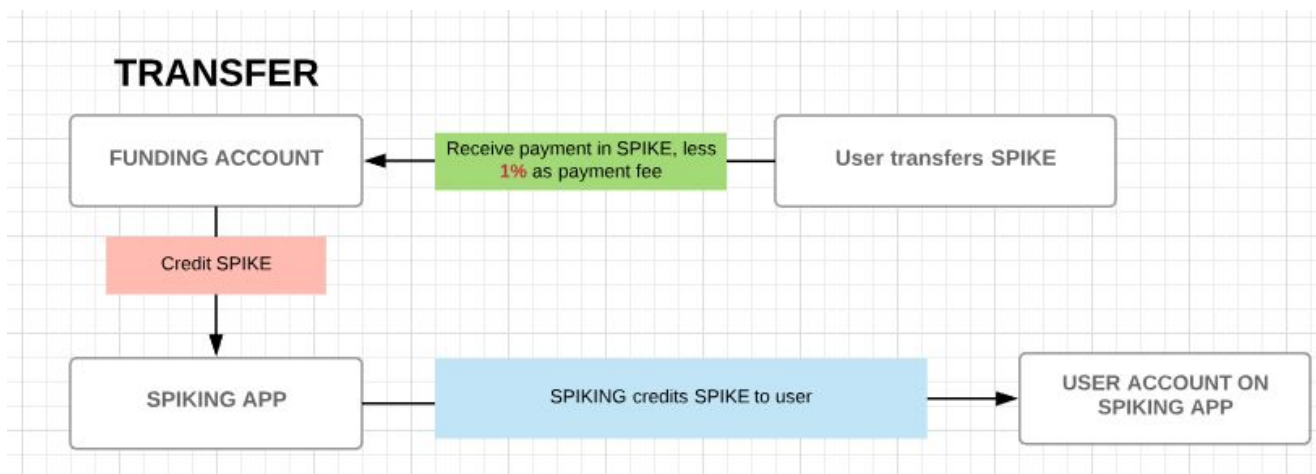 TRANSFER
FUNDING ACCOUNT
Receive payment in SPIKE, less
1% as payment fee
User transfers SPIKE
Credit SPIKE
SPIKING APP
SPIKING credits SPIKE to user
USER ACCOUNT ON
SPIKING APP